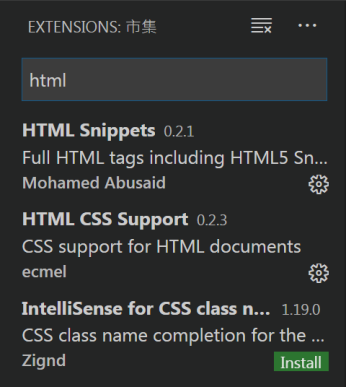 EXTENSIONS: 市集
html
HTML Snippets 0.2.1
Full HTML tags including HTML5 Sn...
Mohamed Abusaid
HTML CSS Support 0.2.3
CSS support for HTML documents
ecmel
IntelliSense for CSS class n... 1.19.0
CSS class name completion for the ...
Zignd Install